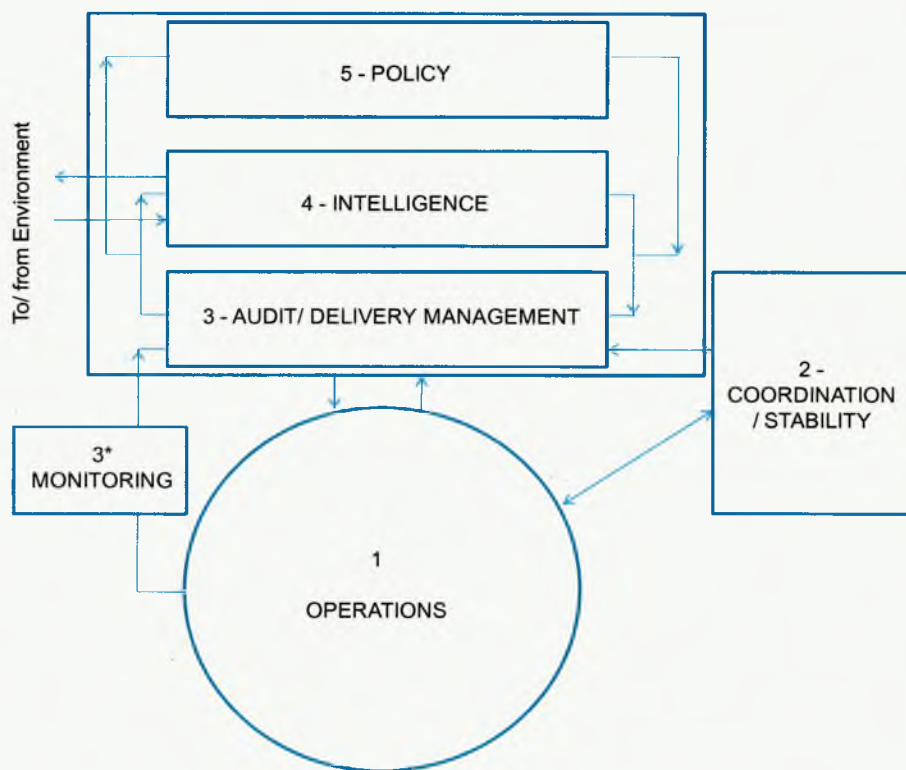 5 - POLICY
To/ from Environment
4 - INTELLIGENCE
3 - AUDIT/ DELIVERY MANAGEMENT
2 -
COORDINATION
/ STABILITY
3*
MONITORING
1
OPERATIONS